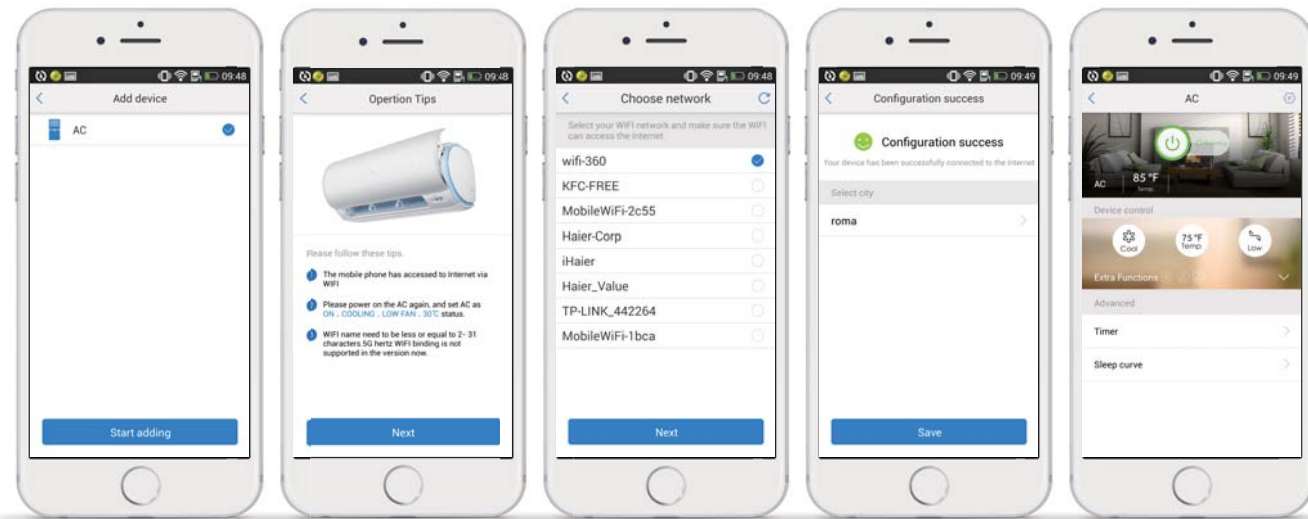 09:48
Add device
AC
Start adding
09:48
Opertion Tips
Please follow these tips.
The mobile phone has accessed to Internet via
WIFI
Please power on the AC again, and set AC as
ON , COOLING , LOW FAN , 30℃ status.
WIFI name need to be less or equal to 2- 31
characters.5G hertz WIFI binding is not
supported in the version now.
Next
09:48
Choose network
Select your WIFI network and make sure the WIFI
can access the internet
wifi-360
KFC-FREE
MobileWiFi-2c55
Haier-Corp
iHaier
Haier_Value
TP-LINK_442264
MobileWiFi-1bca
Next
09:49
Configuration success
Configuration success
Your device has been successfully connected to the Internet
Select city
roma
Save
09:49
AC
AC
85 °F
Temp.
Device control
Cool
75 °F
Temp
Low
Extra Functions
Advanced
Timer
Sleep curve